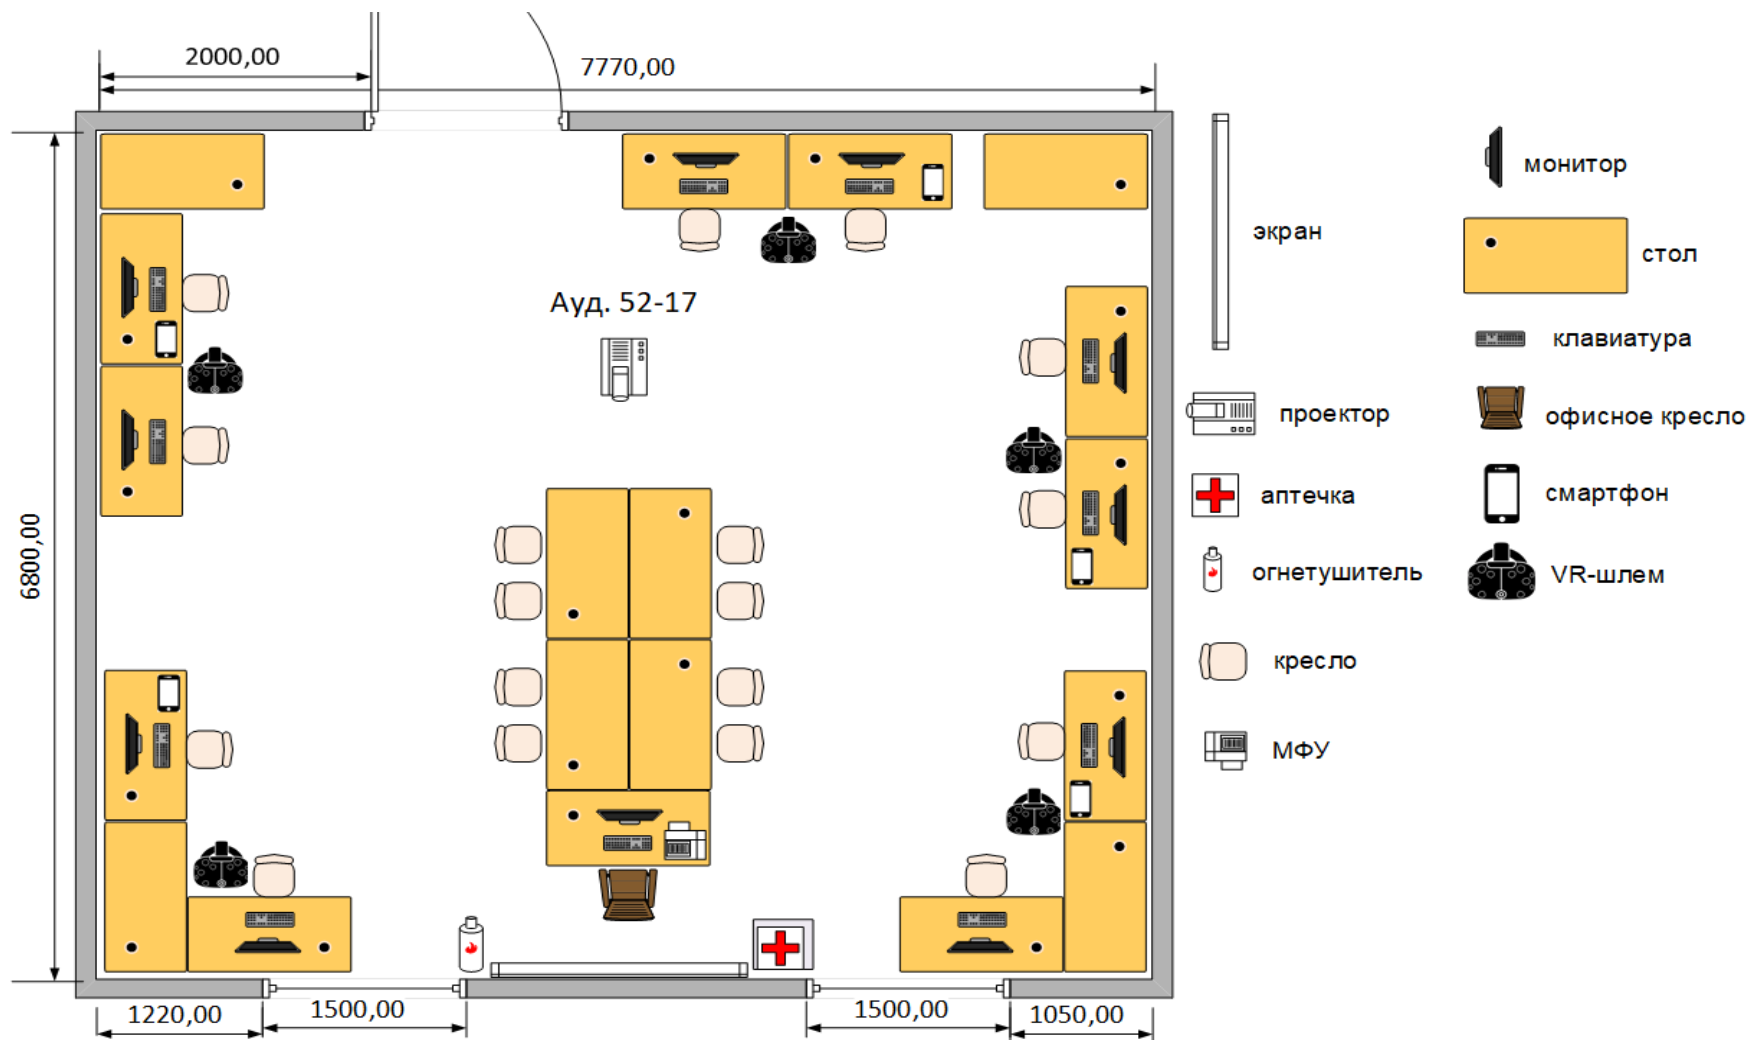 2000,00
7770,00
6800,00
Ауд. 52-17
1220,00
1500,00
1500,00
1050,00
экран
проектор
аптечка
огнетушитель
кресло
МФУ
монитор
стол
клавиатура
офисное кресло
смартфон
VR-шлем